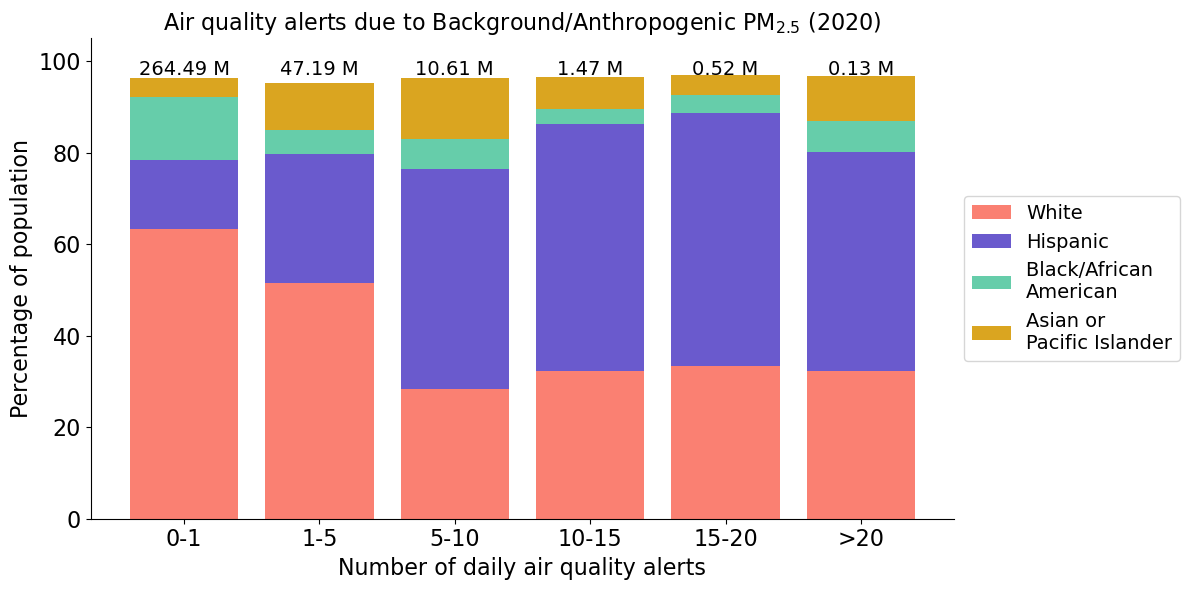 Air quality alerts due to Background/Anthropogenic PM2.5 (2020)
264.49 M 47.19 M 10.61 M 1.47 M 0.52 M 0.13 M
100
80
60
40
20
0
Percentage of population
0-1 1-5 5-10 10-15 15-20 >20
Number of daily air quality alerts
White
Hispanic
Black/African
American
Asian or
Pacific Islander